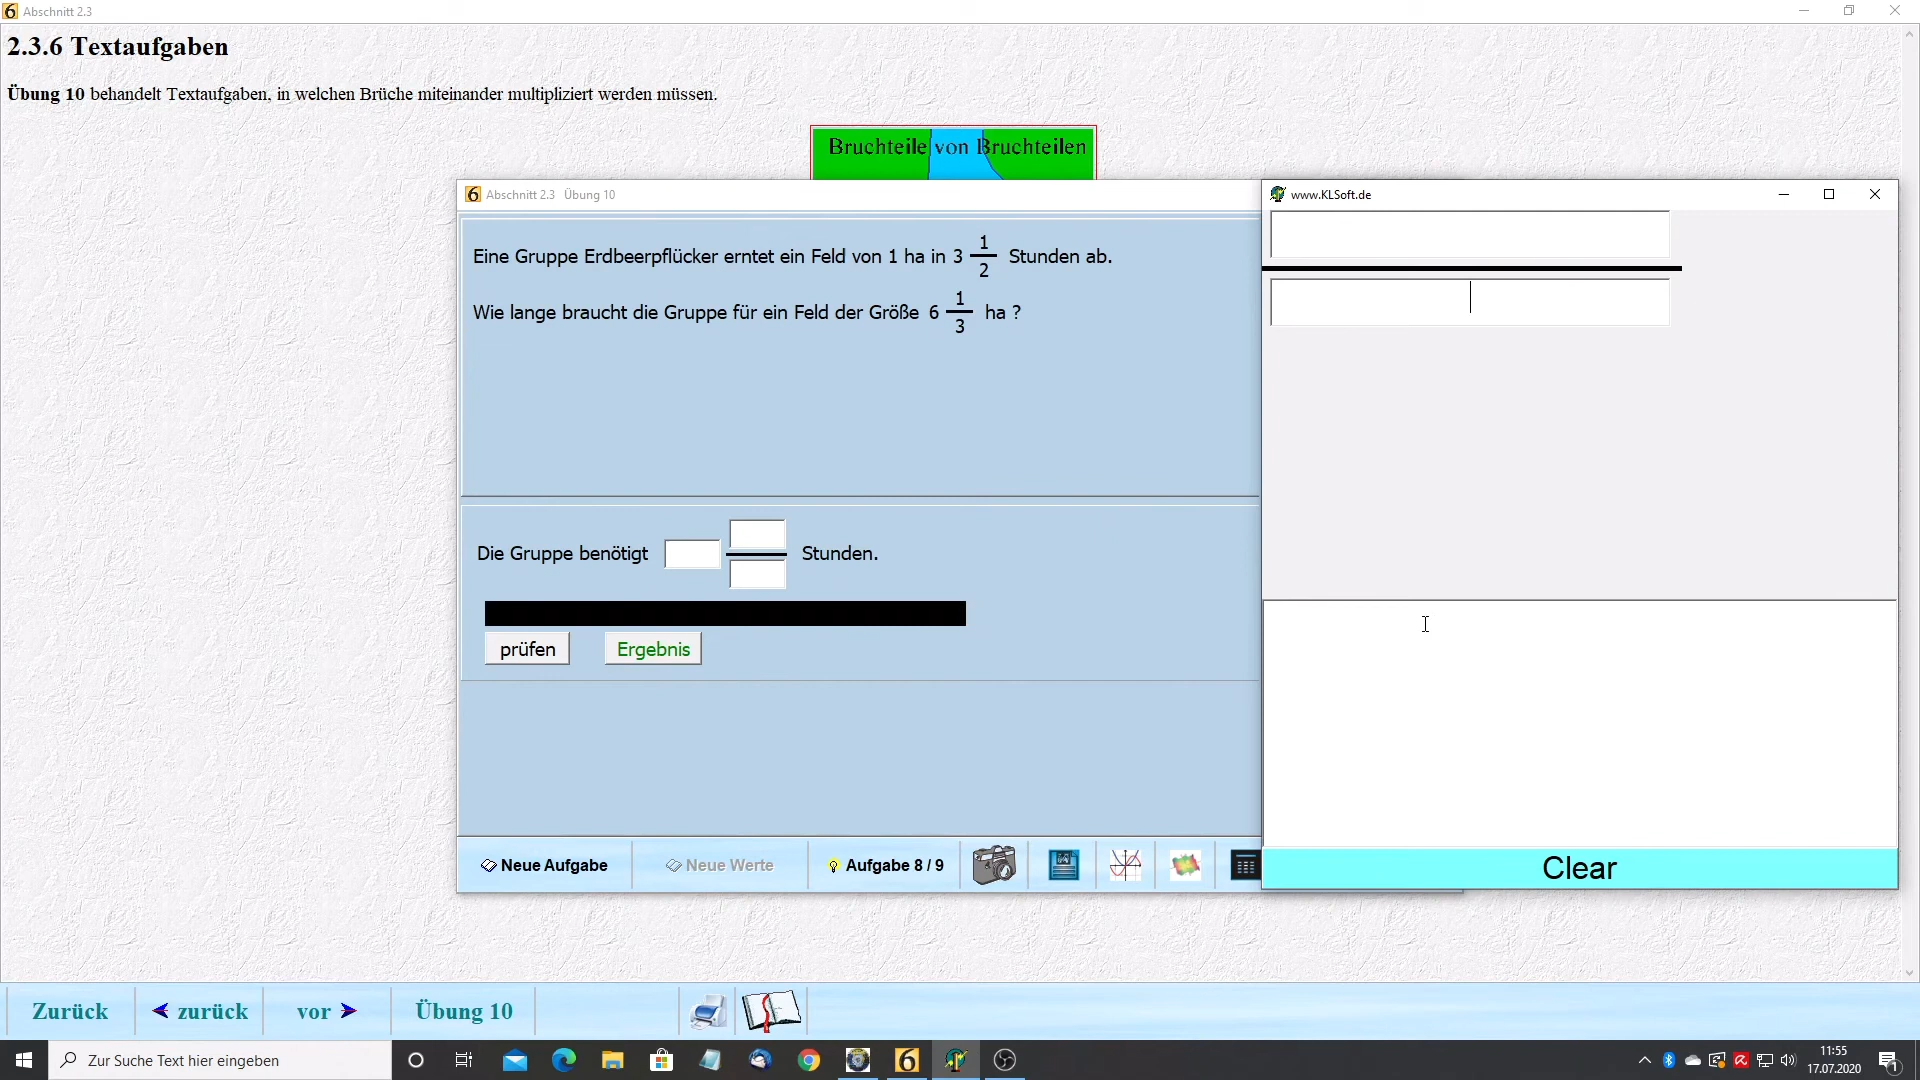 Abschnitt 2.3
2.3.6 Textaufgaben
Übung 10 behandelt Textaufgaben, in welchen Brüche miteinander multipliziert werden müssen.
Bruchteile von Bruchteilen
Abschnitt 2.3 Übung 10
www.KLSoft.de
Eine Gruppe Erdbeerpflücker erntet ein Feld von 1 ha in 3 1/2 Stunden ab.
Wie lange braucht die Gruppe für ein Feld der Größe 6 1/3 ha ?
Die Gruppe benötigt Stunden.
prüfen Ergebnis
Neue Aufgabe Neue Werte Aufgabe 8 / 9
Clear
Zurück zurück vor Übung 10
Zur Suche Text hier eingeben
11:55
17.07.2020